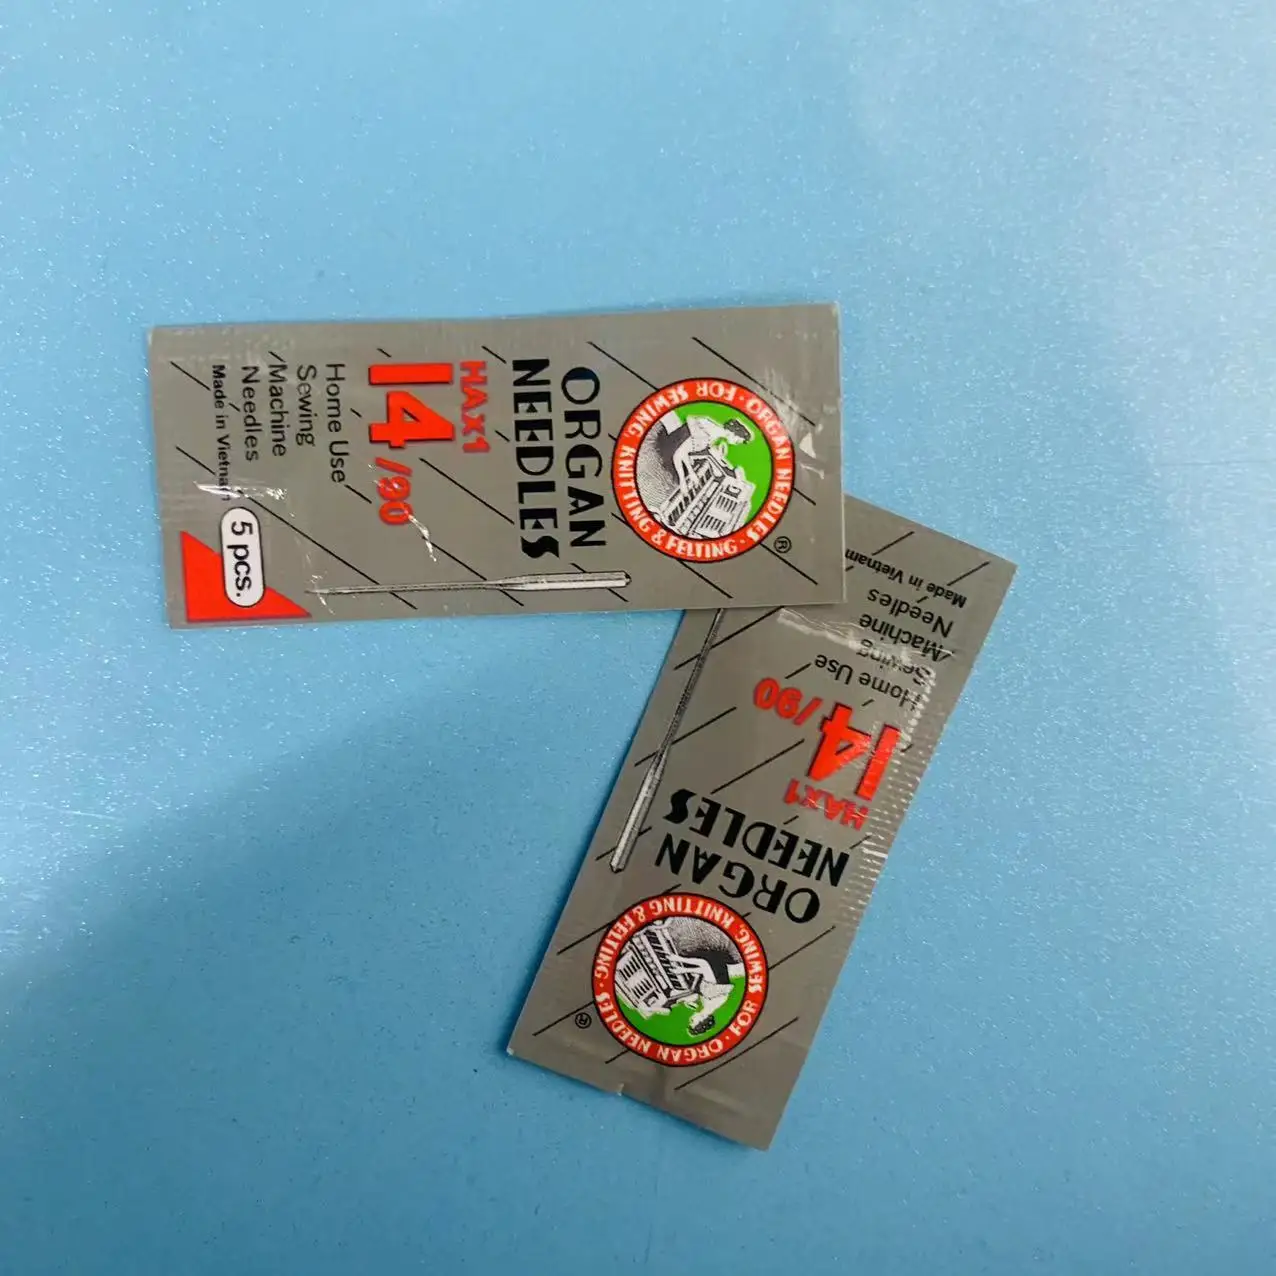 ORGAN NEEDLES · FOR SEWING, KNITTING & FELTING ·
®
ORGAN
NEEDLES
HAx1
14/90
Home Use
Sewing
Machine
Needles
Made in Vietnam
5 pcs.
ORGAN NEEDLES · FOR SEWING, KNITTING & FELTING ·
®
ORGAN
NEEDLES
HAx1
14/90
Home Use
Sewing
Machine
Needles
Made in Vietnam